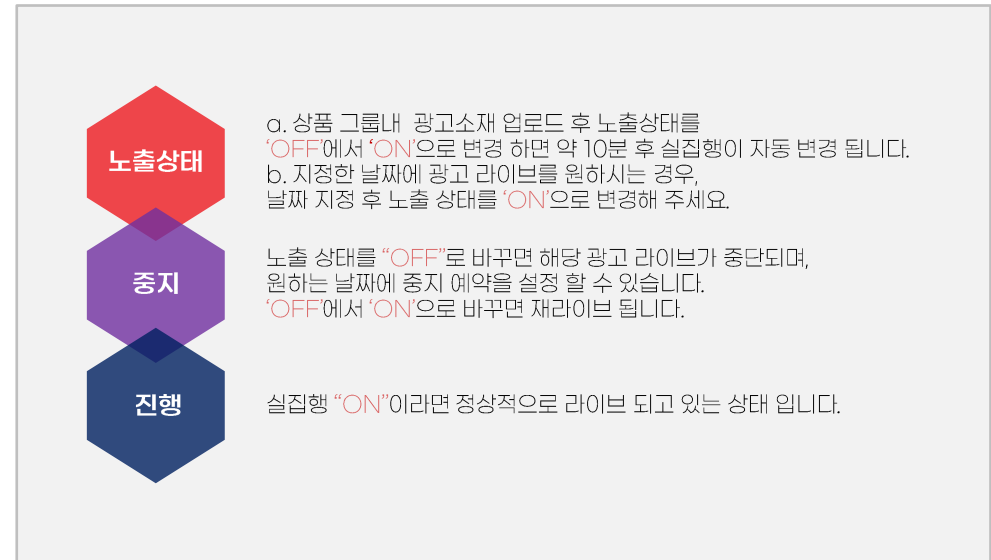 노출상태
a. 상품 그룹내 광고소재 업로드 후 노출상태를
‘OFF’에서 ‘ON’으로 변경 하면 약 10분 후 실집행이 자동 변경 됩니다.
b. 지정한 날짜에 광고 라이브를 원하시는 경우,
날짜 지정 후 노출 상태를 ‘ON’으로 변경해 주세요.
중지
노출 상태를 “OFF”로 바꾸면 해당 광고 라이브가 중단되며,
원하는 날짜에 중지 예약을 설정 할 수 있습니다.
‘OFF’에서 ‘ON’으로 바꾸면 재라이브 됩니다.
진행
실집행 “ON”이라면 정상적으로 라이브 되고 있는 상태 입니다.